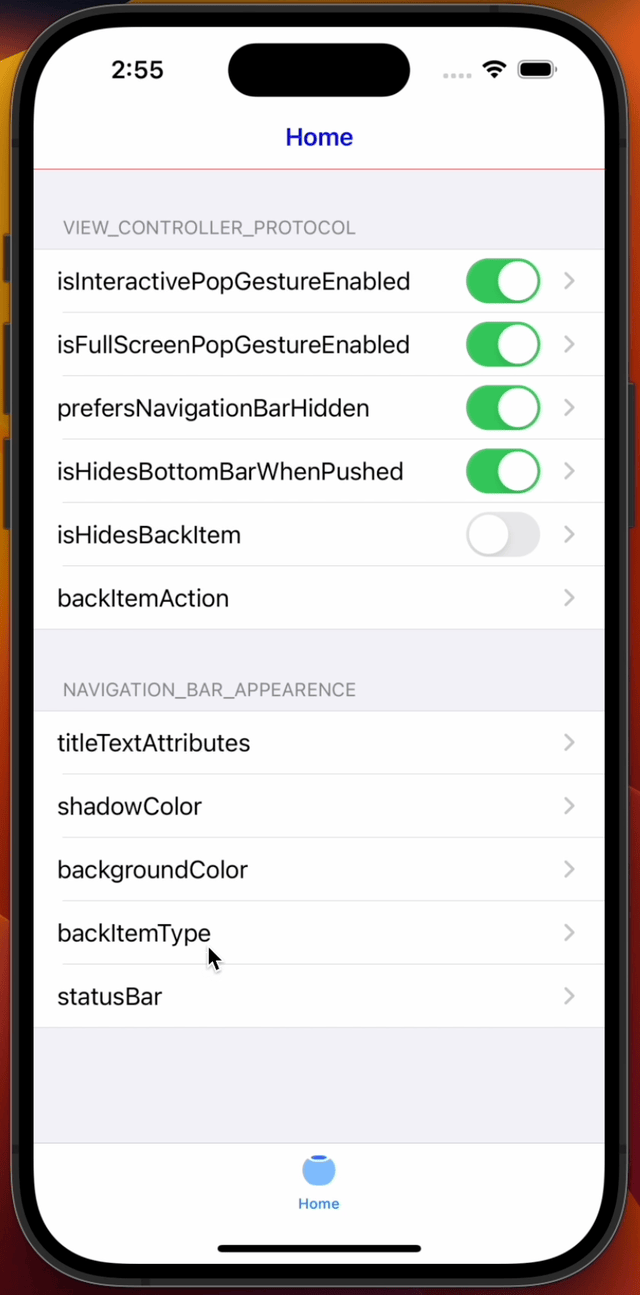 2:55
Home
VIEW_CONTROLLER_PROTOCOL
isInteractivePopGestureEnabled
isFullScreenPopGestureEnabled
prefersNavigationBarHidden
isHidesBottomBarWhenPushed
isHidesBackItem
backItemAction
NAVIGATION_BAR_APPEARENCE
titleTextAttributes
shadowColor
backgroundColor
backItemType
statusBar
Home